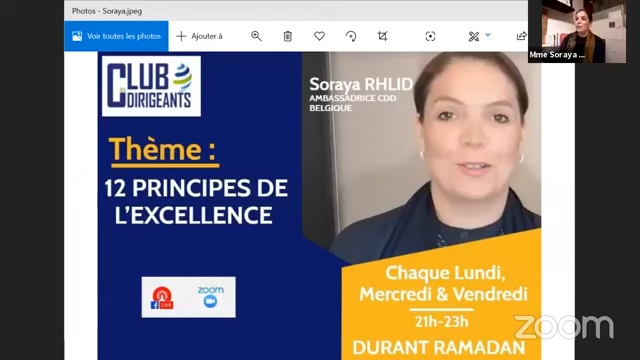 Photos - Soraya.jpeg
Voir toutes les photos
Ajouter à
Mme Soraya ...
CLUB
DIRIGEANTS
Soraya RHLID
AMBASSADRICE CDD
BELGIQUE
Thème :
12 PRINCIPES DE
L'EXCELLENCE
LIVE
zoom
Chaque Lundi,
Mercredi & Vendredi
21h-23h
DURANT RAMADAN
zoom